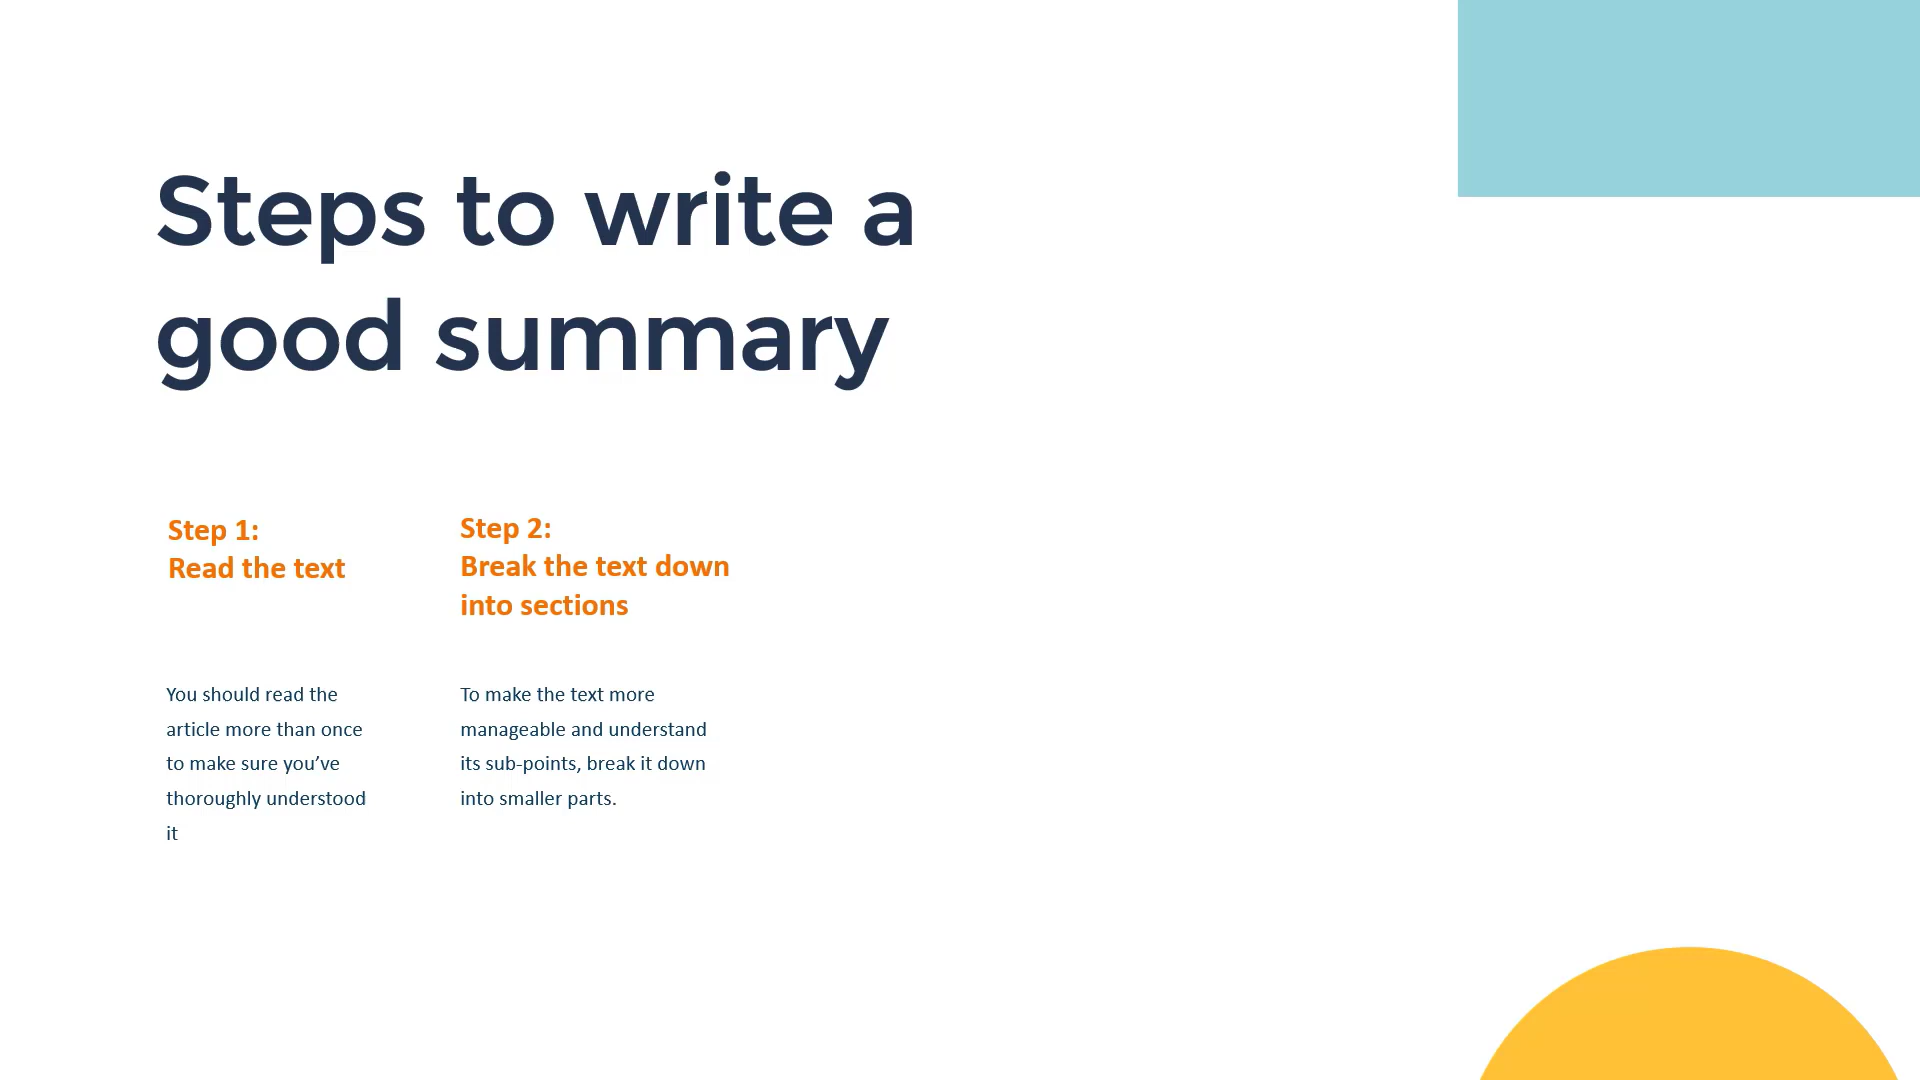 Steps to write a
good summary
Step 1:
Read the text
You should read the
article more than once
to make sure you’ve
thoroughly understood
it
Step 2:
Break the text down
into sections
To make the text more
manageable and understand
its sub-points, break it down
into smaller parts.